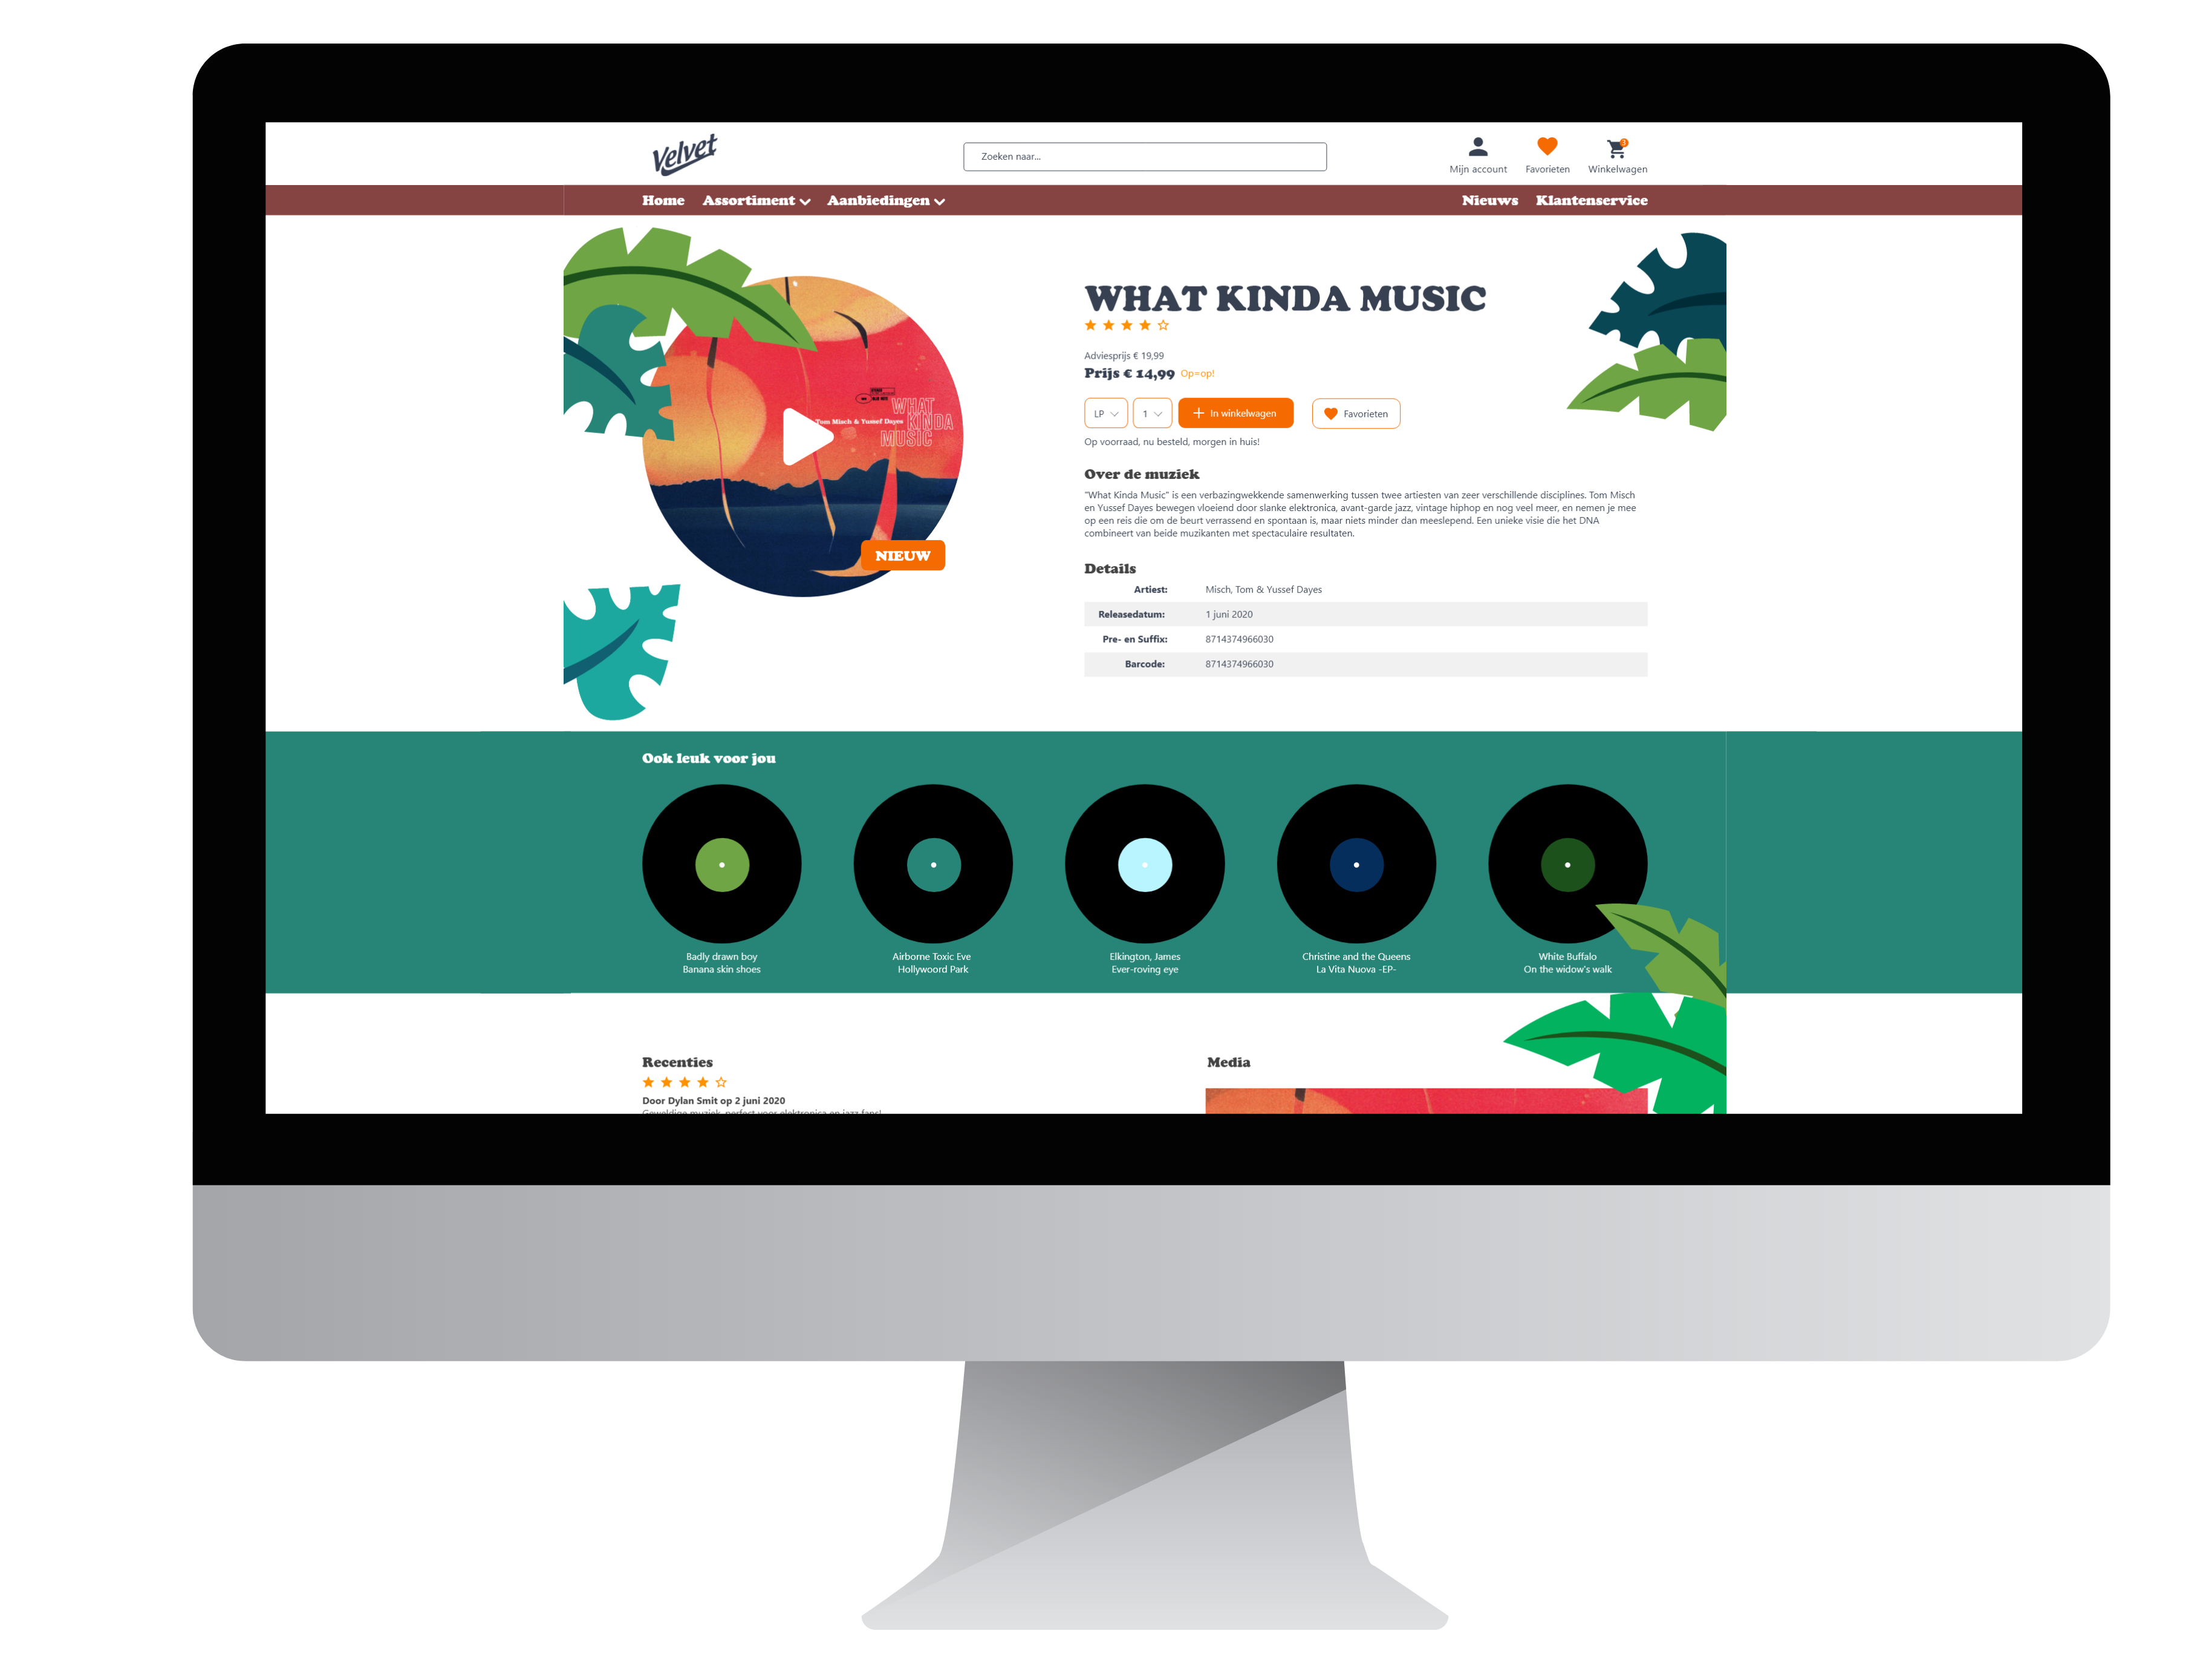 Velvet
Zoeken naar...
3
Mijn account
Favorieten
Winkelwagen
Home
Assortiment
Aanbiedingen
Nieuws
Klantenservice
WHAT KINDA MUSIC
Adviesprijs € 19,99
Prijs € 14,99 Op=op!
LP
1
In winkelwagen
Favorieten
Op voorraad, nu besteld, morgen in huis!
Tom Misch & Yussef Dayes
WHAT
KINDA
MUSIC
NIEUW
Over de muziek
"What Kinda Music" is een verbazingwekkende samenwerking tussen twee artiesten van zeer verschillende disciplines. Tom Misch
en Yussef Dayes bewegen vloeiend door slanke elektronica, avant-garde jazz, vintage hiphop en nog veel meer, en nemen je mee
op een reis die om de beurt verrassend en spontaan is, maar niets minder dan meeslepend. Een unieke visie die het DNA
combineert van beide muzikanten met spectaculaire resultaten.
Details
Artiest: Misch, Tom & Yussef Dayes
Releasedatum: 1 juni 2020
Pre- en Suffix: 8714374966030
Barcode: 8714374966030
Ook leuk voor jou
Badly drawn boy
Banana skin shoes
Airborne Toxic Eve
Hollywoord Park
Elkington, James
Ever-roving eye
Christine and the Queens
La Vita Nuova -EP-
White Buffalo
On the widow's walk
Recenties
Door Dylan Smit op 2 juni 2020
Geweldige muziek, perfect voor elektronica en jazz fans!
Media